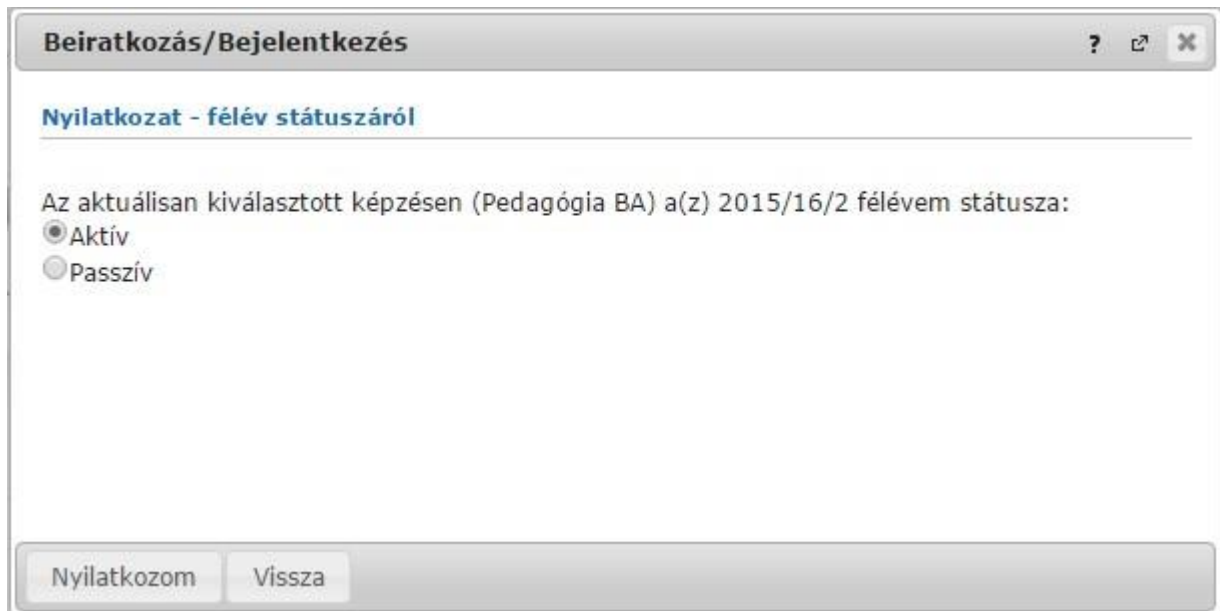 Beiratkozás/Bejelentkezés ?
Nyilatkozat - félév státuszáról
Az aktuálisan kiválasztott képzésen (Pedagógia BA) a(z) 2015/16/2 félévem státusza:
Aktív
Passzív
Nyilatkozom Vissza